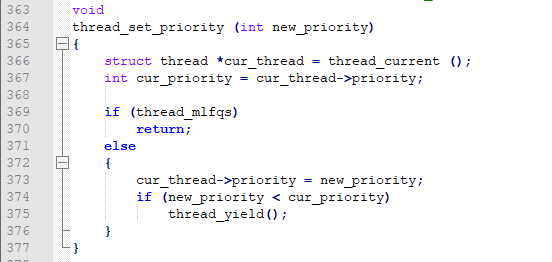 363 void
364 thread_set_priority (int new_priority)
365 {
366 struct thread *cur_thread = thread_current ();
367 int cur_priority = cur_thread->priority;
368
369 if (thread_mlfqs)
370 return;
371 else
372 {
373 cur_thread->priority = new_priority;
374 if (new_priority < cur_priority)
375 thread_yield();
376 }
377 }